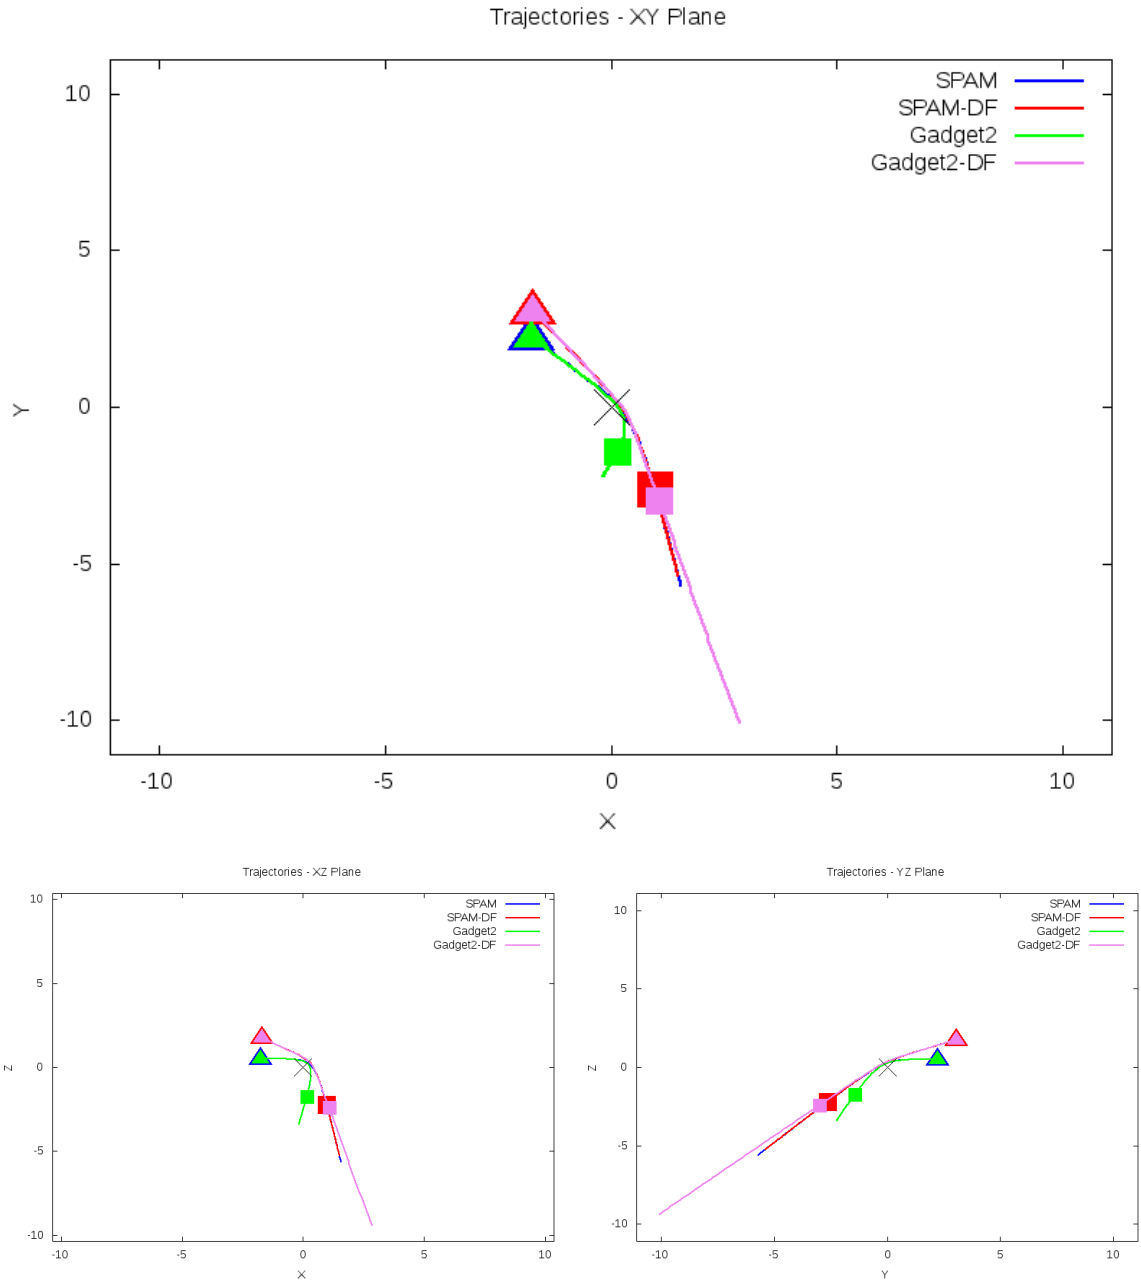 Trajectories - XY Plane
SPAM
SPAM-DF
Gadget2
Gadget2-DF
10
5
0
-5
-10
Y
-10 -5 0 5 10
X
Trajectories - XZ Plane
SPAM
SPAM-DF
Gadget2
Gadget2-DF
10
5
0
-5
-10
Z
-10 -5 0 5 10
X
Trajectories - YZ Plane
SPAM
SPAM-DF
Gadget2
Gadget2-DF
10
5
0
-5
-10
Z
-10 -5 0 5 10
Y